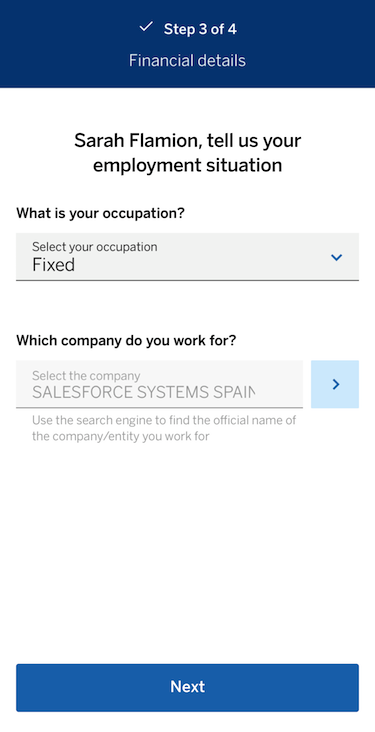 Step 3 of 4
Financial details
Sarah Flamion, tell us your
employment situation
What is your occupation?
Select your occupation
Fixed
Which company do you work for?
Select the company
SALESFORCE SYSTEMS SPAIN
Use the search engine to find the official name of
the company/entity you work for
Next